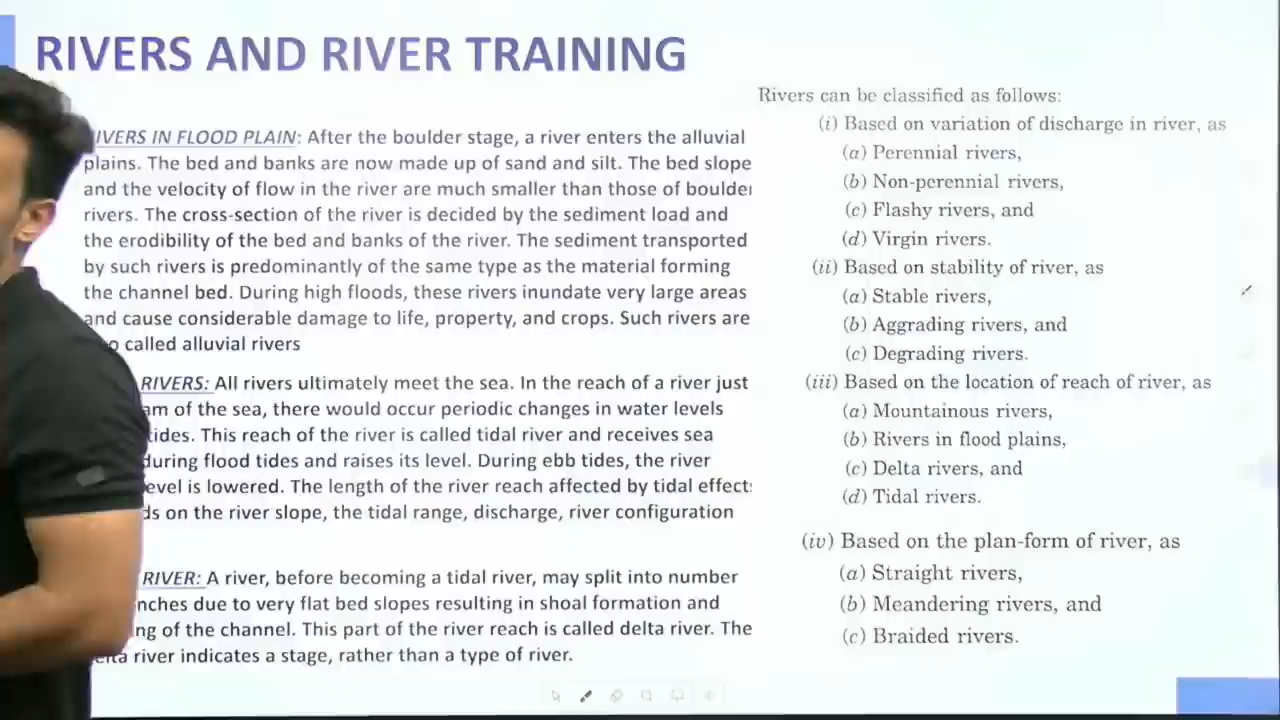 RIVERS AND RIVER TRAINING
IVERS IN FLOOD PLAIN: After the boulder stage, a river enters the alluvial
plains. The bed and banks are now made up of sand and silt. The bed slope
and the velocity of flow in the river are much smaller than those of boulder
rivers. The cross-section of the river is decided by the sediment load and
the erodibility of the bed and banks of the river. The sediment transported
by such rivers is predominantly of the same type as the material forming
the channel bed. During high floods, these rivers inundate very large areas
and cause considerable damage to life, property, and crops. Such rivers are
o called alluvial rivers
RIVERS: All rivers ultimately meet the sea. In the reach of a river just
am of the sea, there would occur periodic changes in water levels
tides. This reach of the river is called tidal river and receives sea
during flood tides and raises its level. During ebb tides, the river
evel is lowered. The length of the river reach affected by tidal effect
ds on the river slope, the tidal range, discharge, river configuration
RIVER: A river, before becoming a tidal river, may split into number
nches due to very flat bed slopes resulting in shoal formation and
ng of the channel. This part of the river reach is called delta river. The
elta river indicates a stage, rather than a type of river.
Rivers can be classified as follows:
(i) Based on variation of discharge in river, as
(a) Perennial rivers,
(b) Non-perennial rivers,
(c) Flashy rivers, and
(d) Virgin rivers.
(ii) Based on stability of river, as
(a) Stable rivers,
(b) Aggrading rivers, and
(c) Degrading rivers.
(iii) Based on the location of reach of river, as
(a) Mountainous rivers,
(b) Rivers in flood plains,
(c) Delta rivers, and
(d) Tidal rivers.
(iv) Based on the plan-form of river, as
(a) Straight rivers,
(b) Meandering rivers, and
(c) Braided rivers.